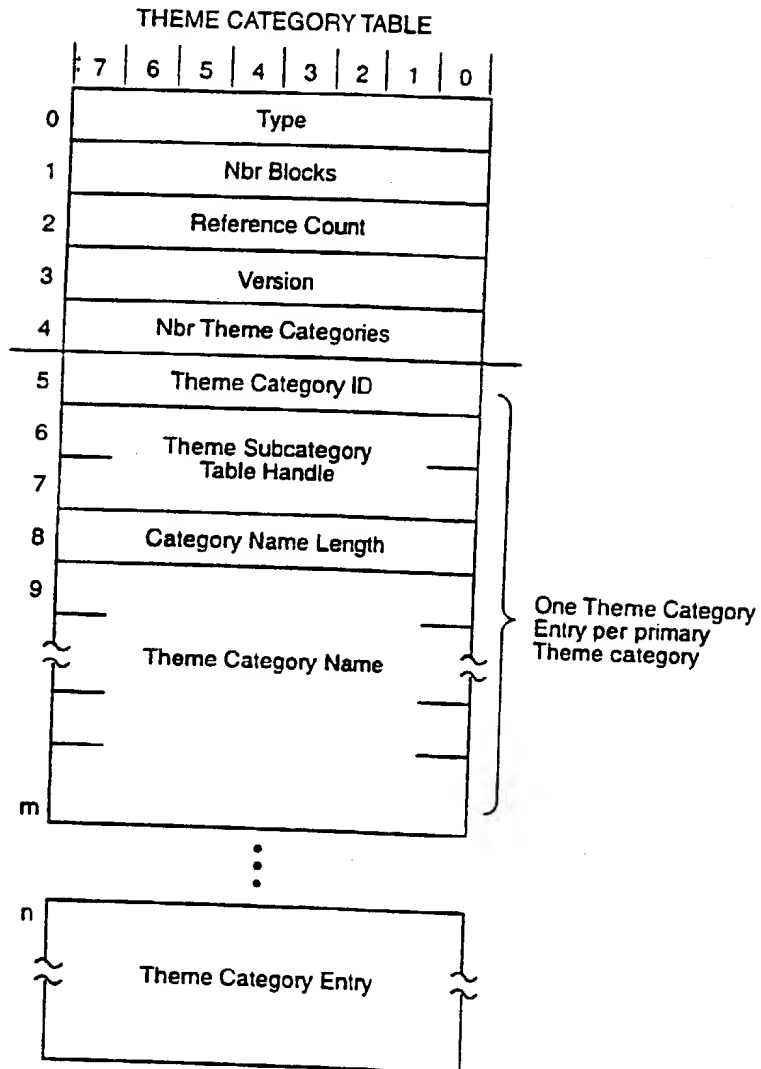 THEME CATEGORY TABLE
7 6 5 4 3 2 1 0
0 Type
1 Nbr Blocks
2 Reference Count
3 Version
4 Nbr Theme Categories
5 Theme Category ID
6 Theme Subcategory
7 Table Handle
8 Category Name Length
9
Theme Category Name
One Theme Category
Entry per primary
Theme category
m
n
Theme Category Entry